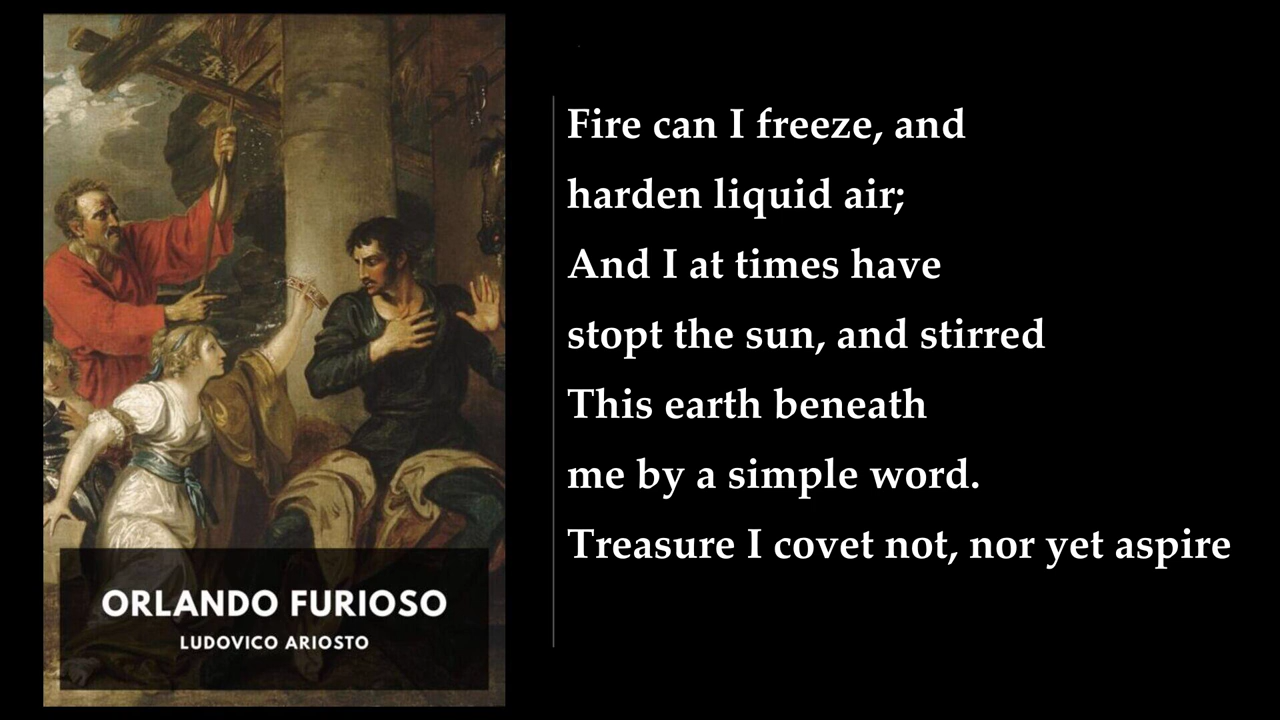 ORLANDO FURIOSO
LUDOVICO ARIOSTO
Fire can I freeze, and
harden liquid air;
And I at times have
stopt the sun, and stirred
This earth beneath
me by a simple word.
Treasure I covet not, nor yet aspire